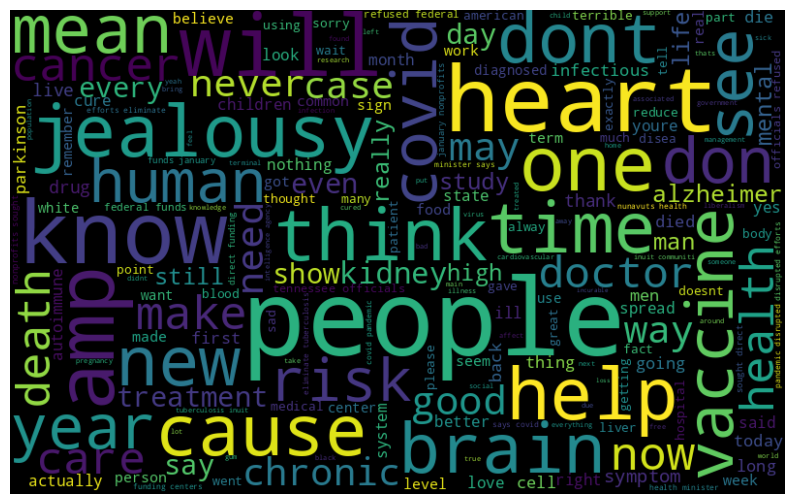 mean
will
believe
using
sorry
refused federal
american
child
support
terrible
part
die
cancer
look
wait
day
dont
work
real
life
tell
see
month
covid
diagnosed
infectious
every
never
case
live
cure
sign
children
common
heart
exactly
reduce
mental
officials refused
jealousy
remember
efforts eliminate
may
term
much
youre
disea
january nonprofits
parkinson
funds january
terminal
nothing
really
one
don
minister says
human
drug
got
even
study
thank
alzheimer
white
thought
many
state
food
patient
died
yes
federal funds
knowledge
know
need
think
time
man
body
nunavuts health
virus
cured
point
direct funding
show
kidney
high
cardiovascular
inuit communiti
doctor
vaccine
health
death
autoimmune
amp
still
tennessee officials
gave
men
doesnt
someone
want
blood
make
people
ill
use
spread
way
fact
made
first
sad
please
back
great
around
pregnancy
take
covid pandemic
seem
thing
going
new
risk
treatment
system
good
help
getting
year
tuberculosis inuit
medical
center
social
better
liver
hospital
now
said
cause
brain
today
care
say
says covid
everything
person
chronic
love
cell
right
symptom
long
actually
went
level
true
week
funding centers
health minister
world
sought direct
pandemic disrupted
disrupted efforts